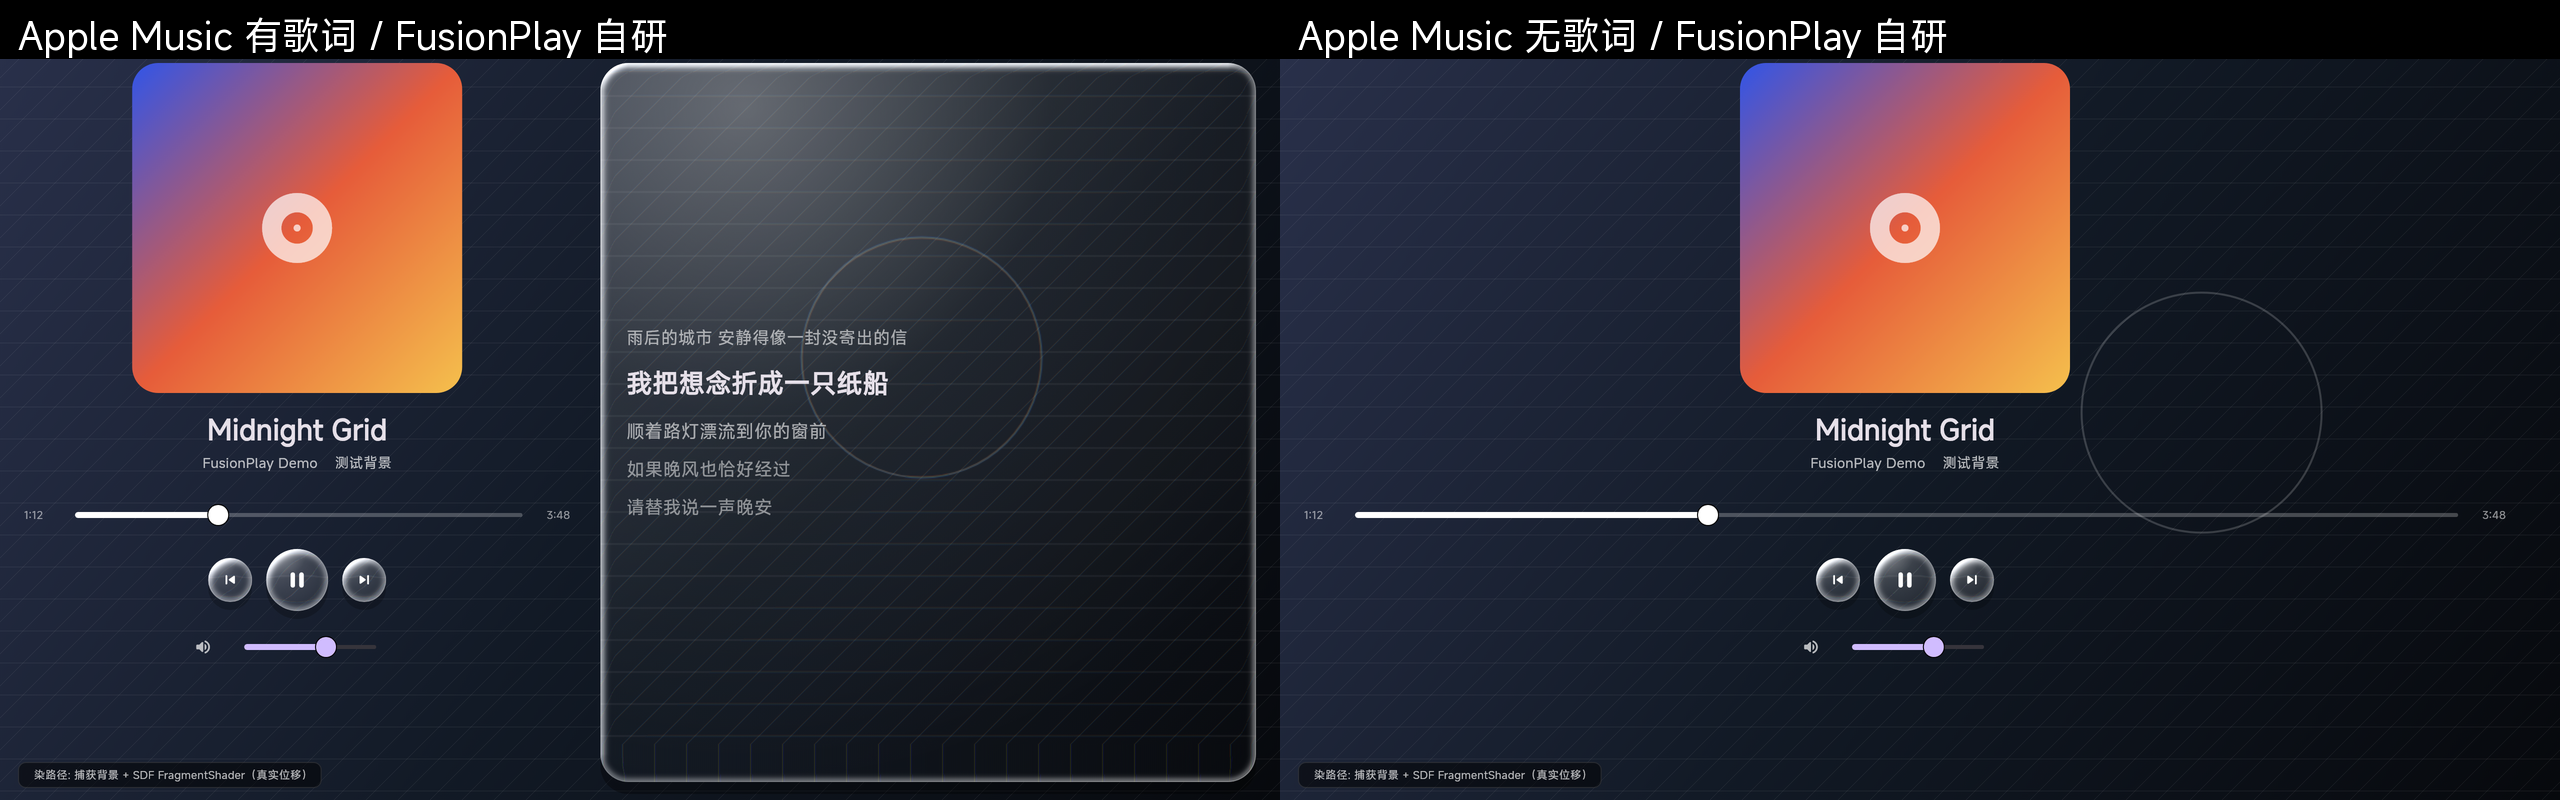 Apple Music 有歌词 / FusionPlay 自研
Midnight Grid
FusionPlay Demo 测试背景
1:12
3:48
雨后的城市 安静得像一封没寄出的信
我把想念折成一只纸船
顺着路灯漂流到你的窗前
如果晚风也恰好经过
请替我说一声晚安
染路径: 捕获背景 + SDF FragmentShader（真实位移）
Apple Music 无歌词 / FusionPlay 自研
Midnight Grid
FusionPlay Demo 测试背景
1:12
3:48
染路径: 捕获背景 + SDF FragmentShader（真实位移）